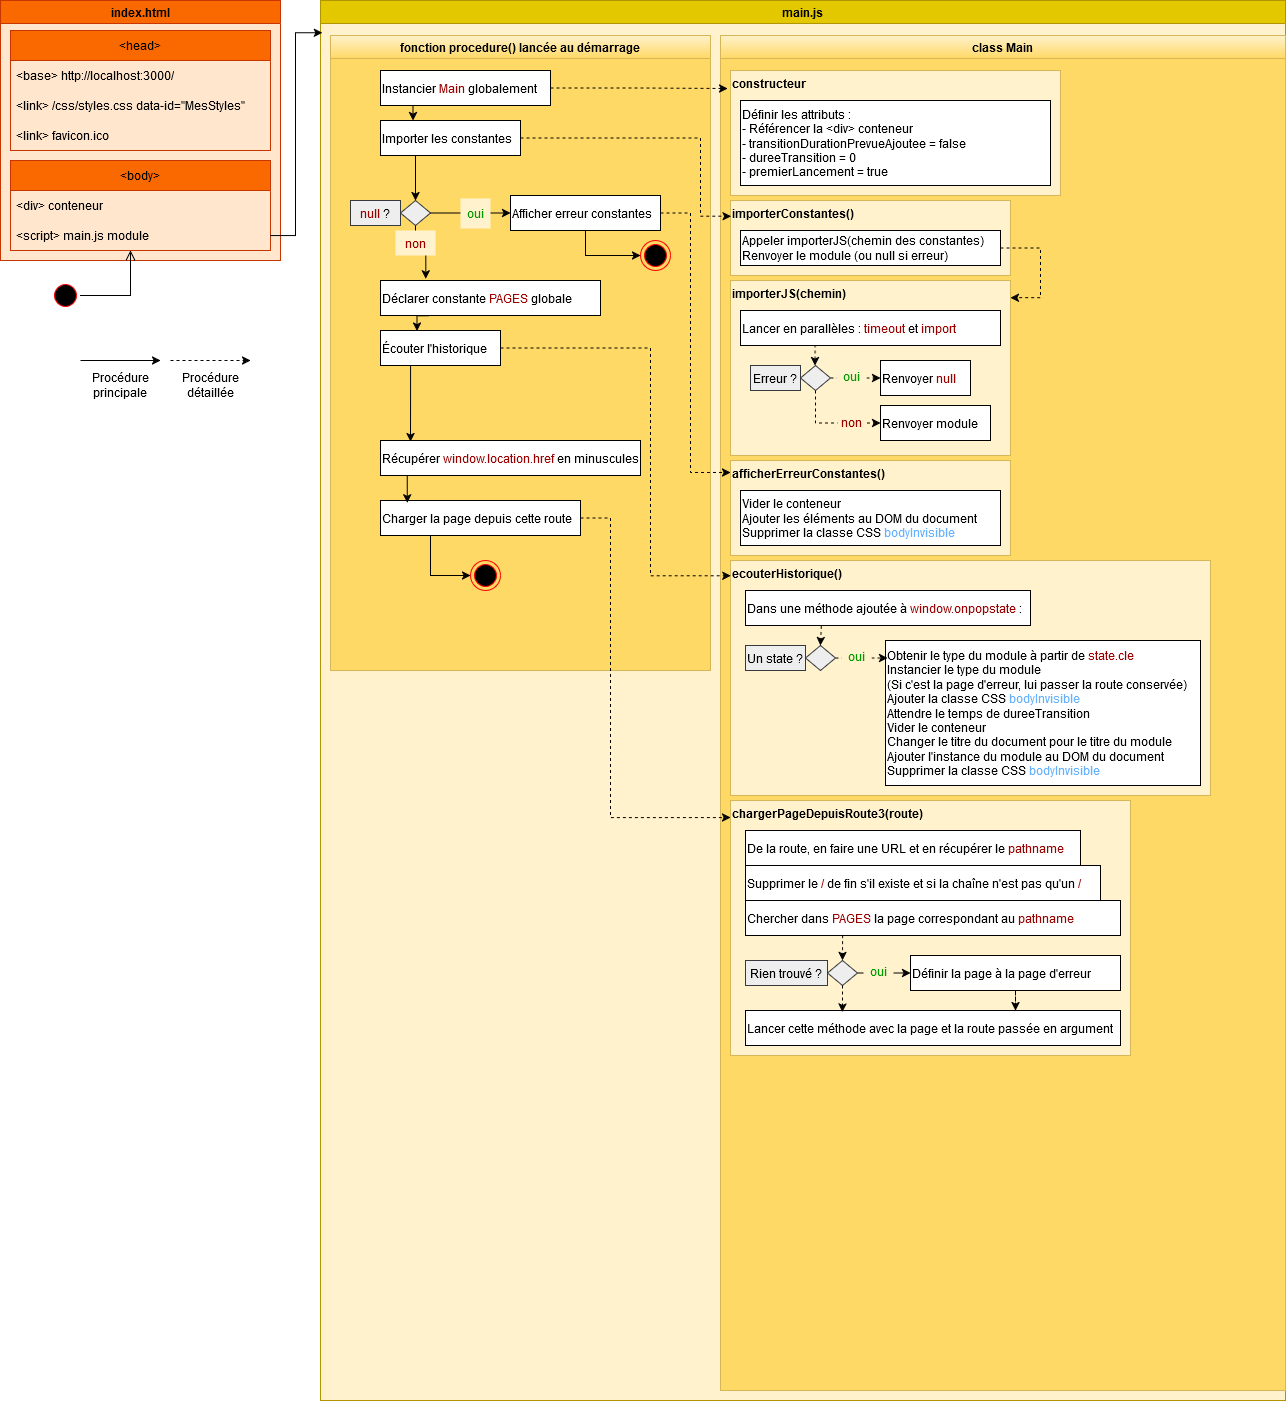 index.html
<head>
<base> http://localhost:3000/
<link> /css/styles.css data-id="MesStyles"
<link> favicon.ico
<body>
<div> conteneur
<script> main.js module
Procédure
principale
Procédure
détaillée
main.js
fonction procedure() lancée au démarrage
Instancier Main globalement
Importer les constantes
null ?
oui
Afficher erreur constantes
non
Déclarer constante PAGES globale
Écouter l'historique
Récupérer window.location.href en minuscules
Charger la page depuis cette route
class Main
constructeur
Définir les attributs :
- Référencer la <div> conteneur
- transitionDurationPrevueAjoutee = false
- dureeTransition = 0
- premierLancement = true
importerConstantes()
Appeler importerJS(chemin des constantes)
Renvoyer le module (ou null si erreur)
importerJS(chemin)
Lancer en parallèles : timeout et import
Erreur ?
oui
Renvoyer null
non
Renvoyer module
afficherErreurConstantes()
Vider le conteneur
Ajouter les éléments au DOM du document
Supprimer la classe CSS bodyInvisible
ecouterHistorique()
Dans une méthode ajoutée à window.onpopstate :
Un state ?
oui
Obtenir le type du module à partir de state.cle
Instancier le type du module
(Si c'est la page d'erreur, lui passer la route conservée)
Ajouter la classe CSS bodyInvisible
Attendre le temps de dureeTransition
Vider le conteneur
Changer le titre du document pour le titre du module
Ajouter l'instance du module au DOM du document
Supprimer la classe CSS bodyInvisible
chargerPageDepuisRoute3(route)
De la route, en faire une URL et en récupérer le pathname
Supprimer le / de fin s'il existe et si la chaîne n'est pas qu'un /
Chercher dans PAGES la page correspondant au pathname
Rien trouvé ?
oui
Définir la page à la page d'erreur
Lancer cette méthode avec la page et la route passée en argument